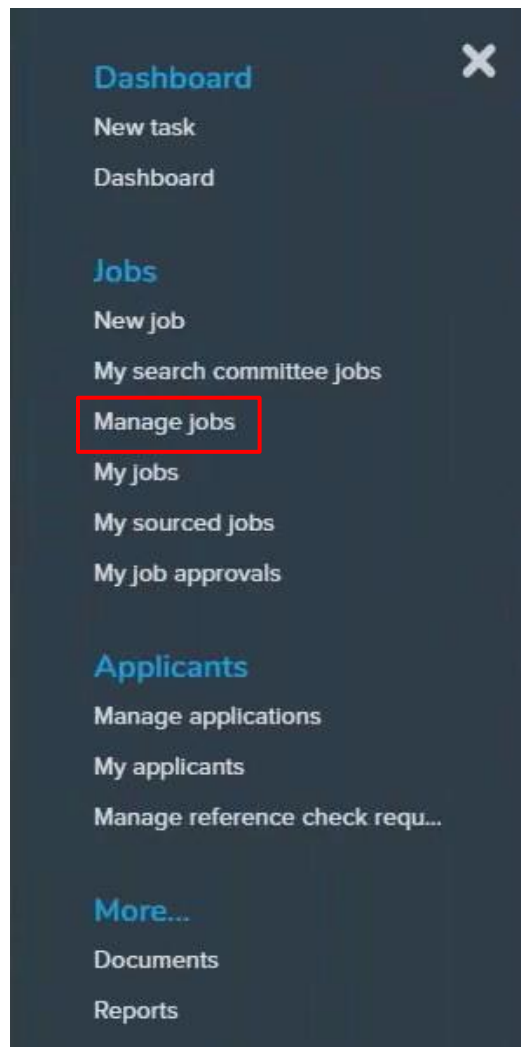 Dashboard
New task
Dashboard
Jobs
New job
My search committee jobs
Manage jobs
My jobs
My sourced jobs
My job approvals
Applicants
Manage applications
My applicants
Manage reference check requ...
More...
Documents
Reports